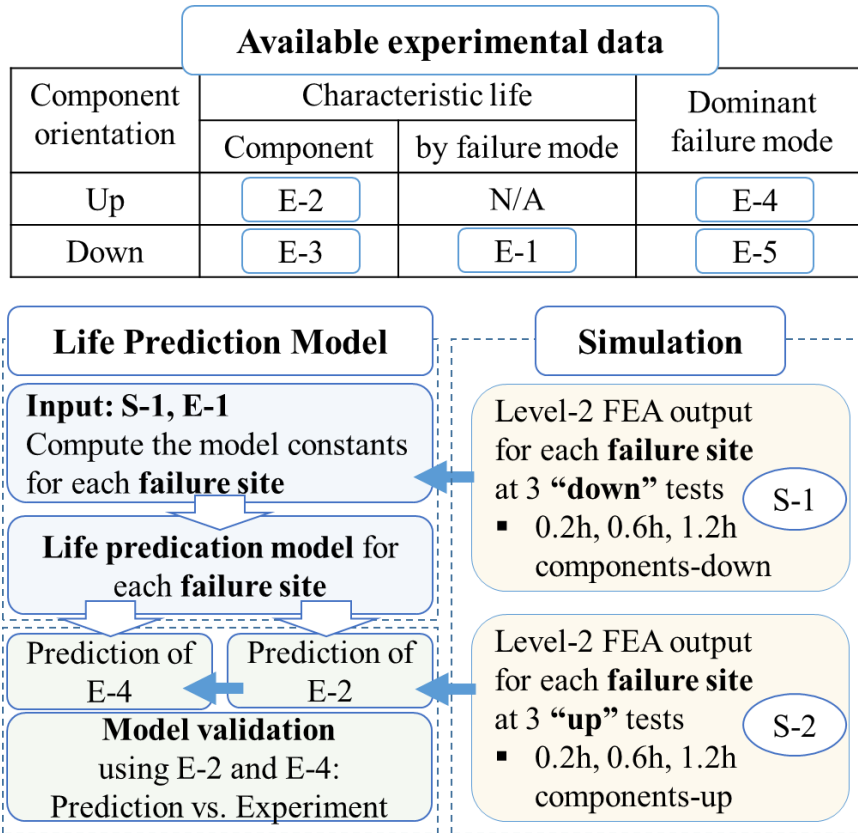 Available experimental data
Component orientation
Characteristic life
Dominant failure mode
Component
by failure mode
Up
E-2
N/A
E-4
Down
E-3
E-1
E-5
Life Prediction Model
Input: S-1, E-1
Compute the model constants
for each failure site
Life predication model for
each failure site
Prediction of
E-4
Prediction of
E-2
Model validation
using E-2 and E-4:
Prediction vs. Experiment
Simulation
Level-2 FEA output
for each failure site
at 3 “down” tests
▪ 0.2h, 0.6h, 1.2h
components-down
S-1
Level-2 FEA output
for each failure site
at 3 “up” tests
▪ 0.2h, 0.6h, 1.2h
components-up
S-2